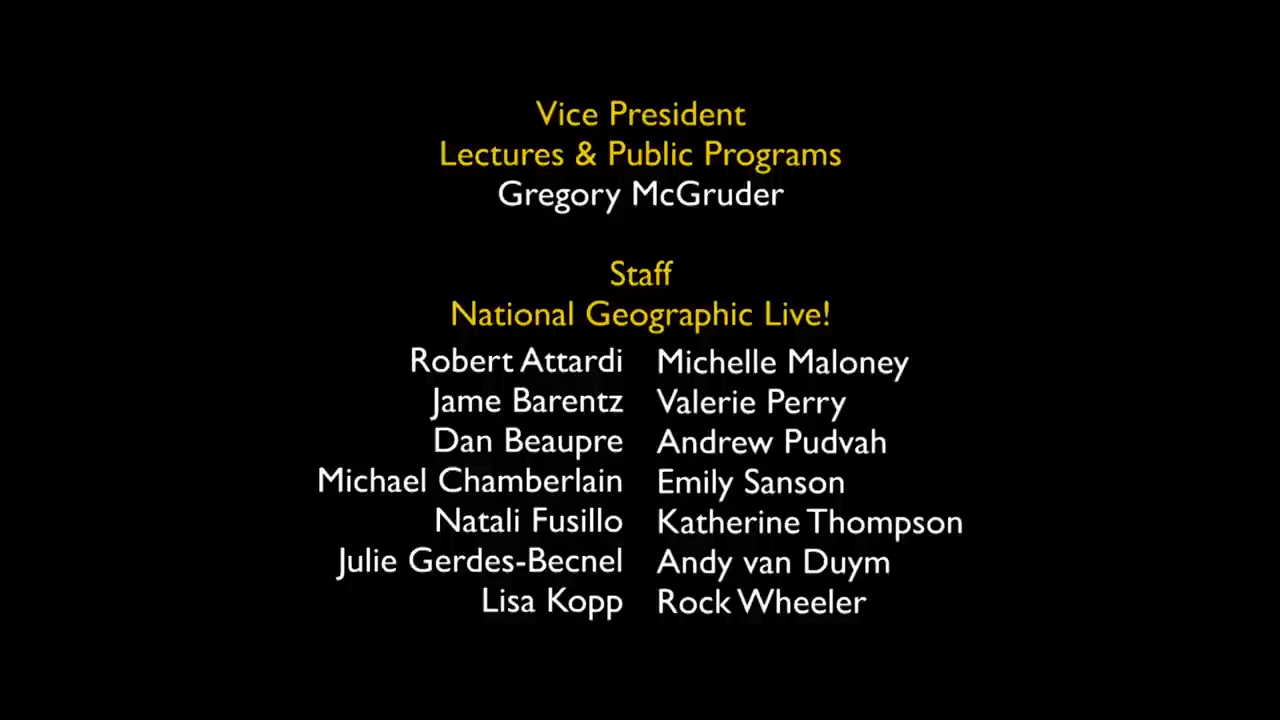 Vice President
Lectures & Public Programs
Gregory McGruder
Staff
National Geographic Live!
Robert Attardi Michelle Maloney
Jame Barentz Valerie Perry
Dan Beaupre Andrew Pudvah
Michael Chamberlain Emily Sanson
Natali Fusillo Katherine Thompson
Julie Gerdes-Becnel Andy van Duym
Lisa Kopp Rock Wheeler